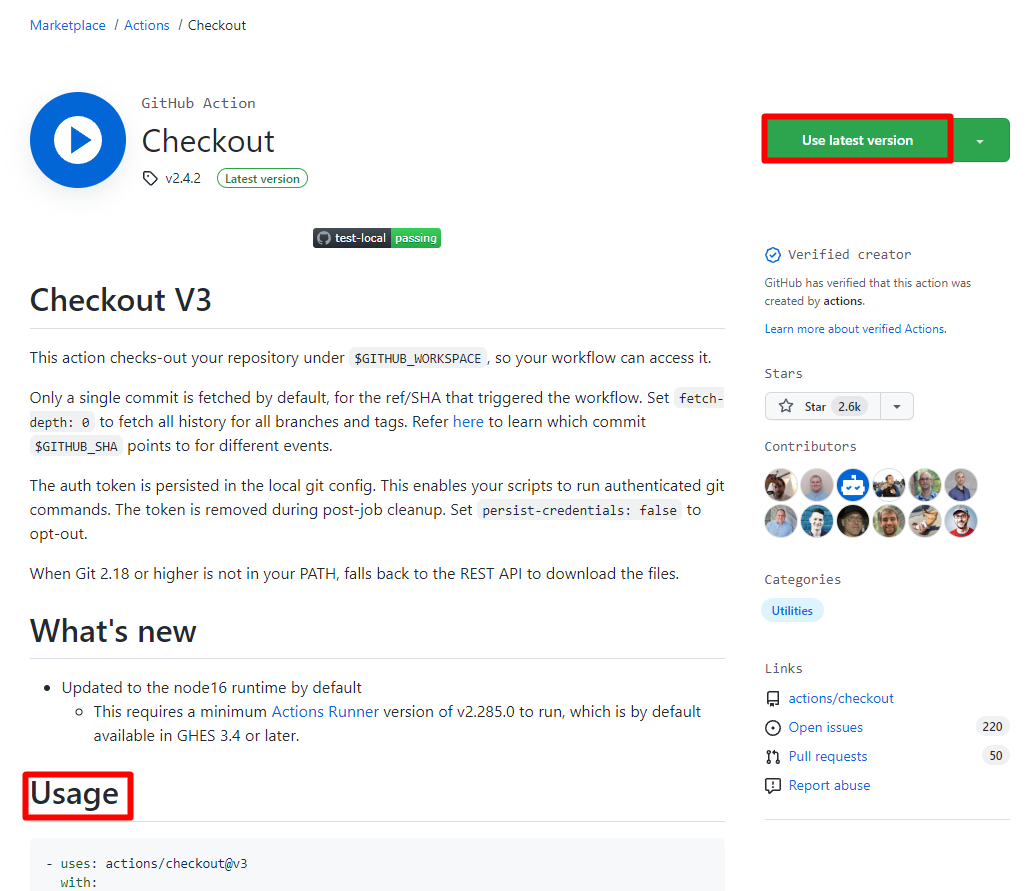 Marketplace / Actions / Checkout
GitHub Action
Checkout
v2.4.2 Latest version
Use latest version
test-local passing
Checkout V3
This action checks-out your repository under $GITHUB_WORKSPACE, so your workflow can access it.
Only a single commit is fetched by default, for the ref/SHA that triggered the workflow. Set fetch-
depth: 0 to fetch all history for all branches and tags. Refer here to learn which commit
$GITHUB_SHA points to for different events.
The auth token is persisted in the local git config. This enables your scripts to run authenticated git
commands. The token is removed during post-job cleanup. Set persist-credentials: false to
opt-out.
When Git 2.18 or higher is not in your PATH, falls back to the REST API to download the files.
What's new
Updated to the node16 runtime by default
This requires a minimum Actions Runner version of v2.285.0 to run, which is by default
available in GHES 3.4 or later.
Usage
- uses: actions/checkout@v3
with:
Verified creator
GitHub has verified that this action was
created by actions.
Learn more about verified Actions.
Stars
Star 2.6k
Contributors
Categories
Utilities
Links
actions/checkout
Open issues 220
Pull requests 50
Report abuse